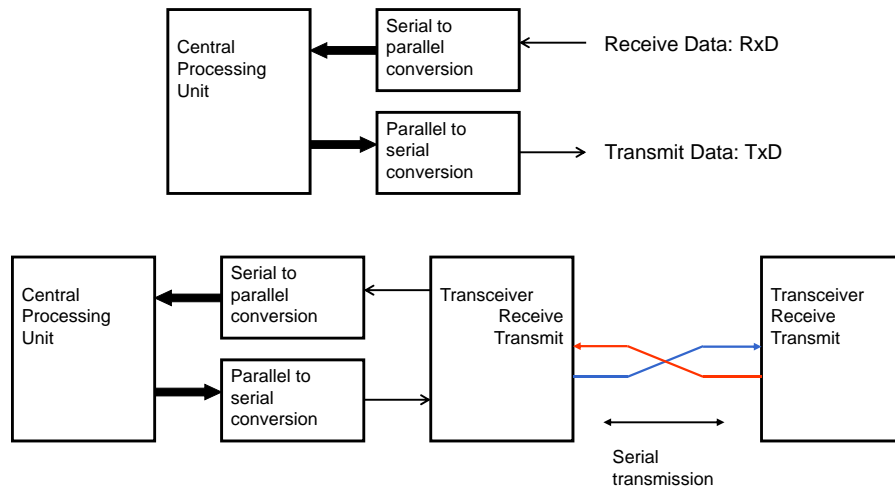 Central
Processing
Unit
Serial to
parallel
conversion
Receive Data: RxD
Parallel to
serial
conversion
Transmit Data: TxD
Central
Processing
Unit
Serial to
parallel
conversion
Parallel to
serial
conversion
Transceiver
Receive
Transmit
Transceiver
Receive
Transmit
Serial
transmission